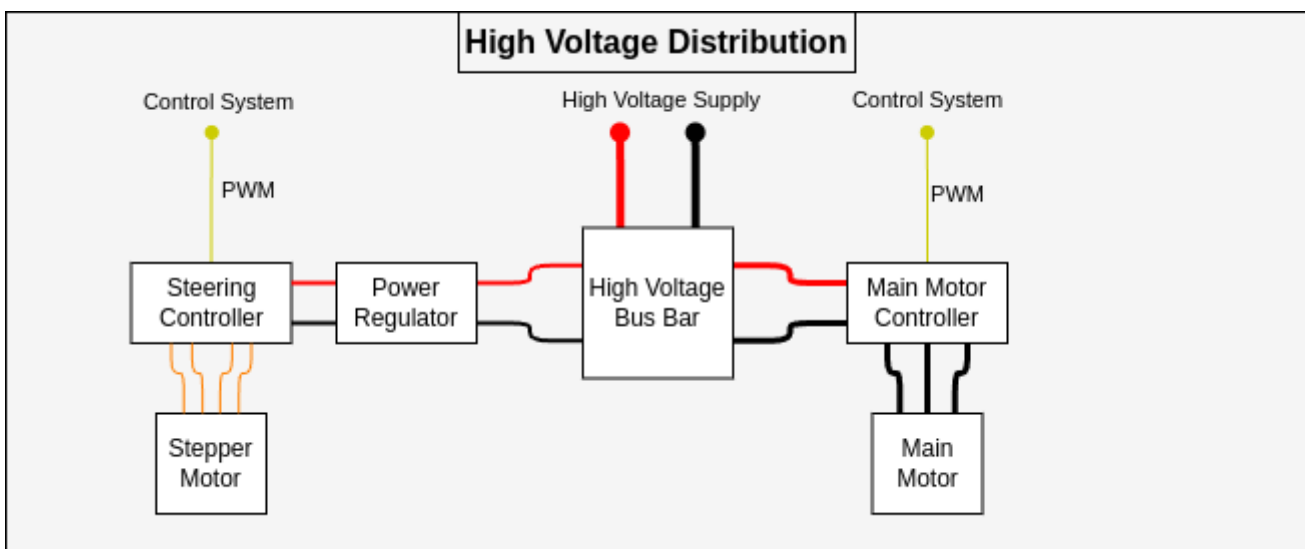 High Voltage Distribution
Control System
High Voltage Supply
Control System
PWM
PWM
Steering
Controller
Power
Regulator
High Voltage
Bus Bar
Main Motor
Controller
Stepper
Motor
Main
Motor